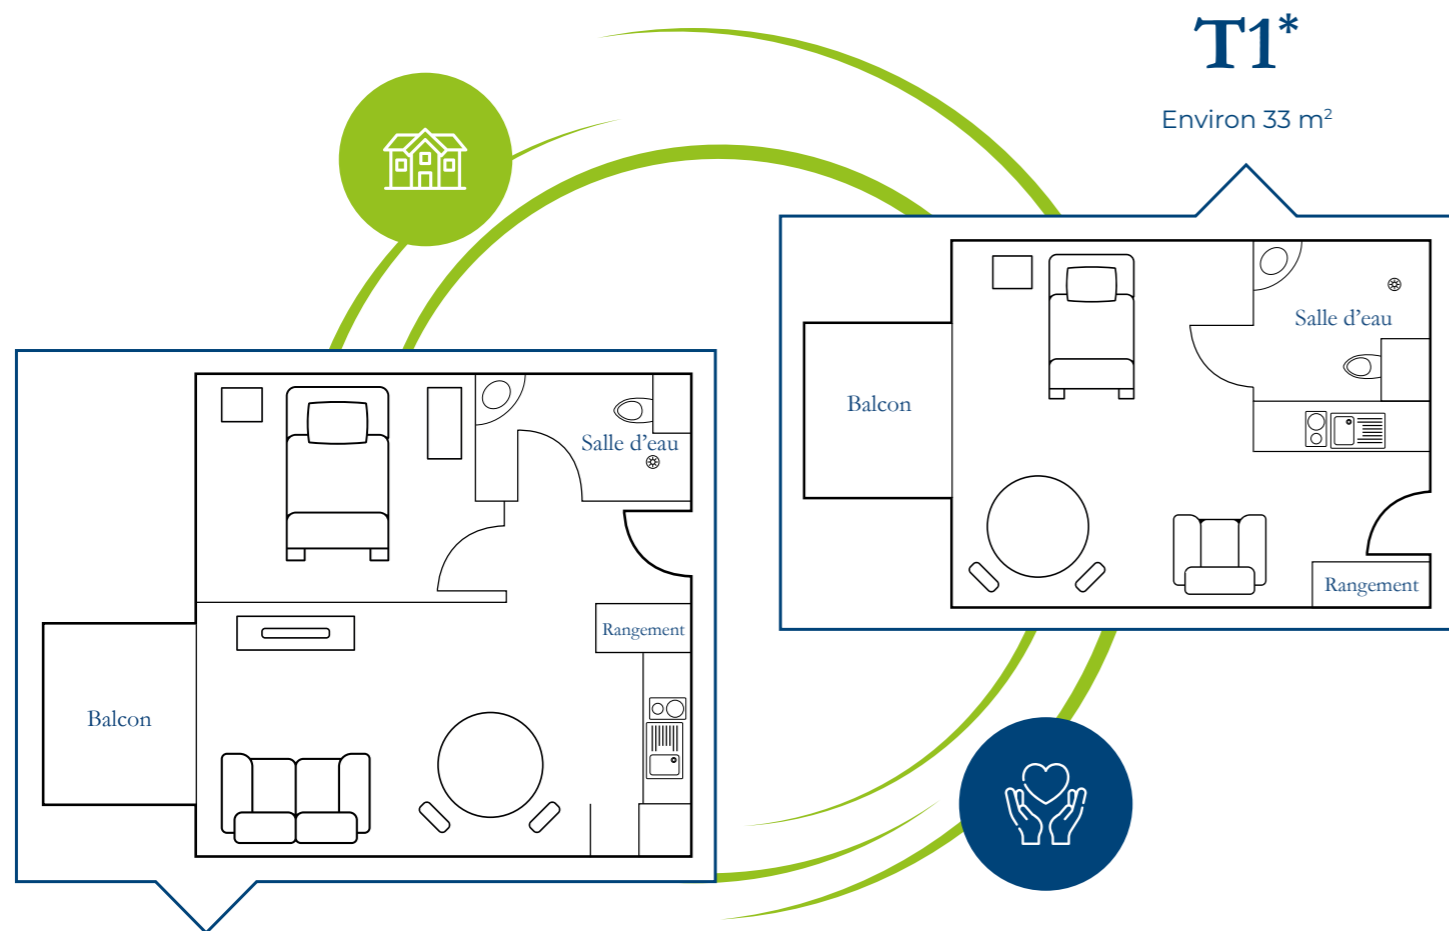 T1*
Environ 33 m²
Salle d’eau
Balcon
Rangement
Salle d’eau
Rangement
Balcon